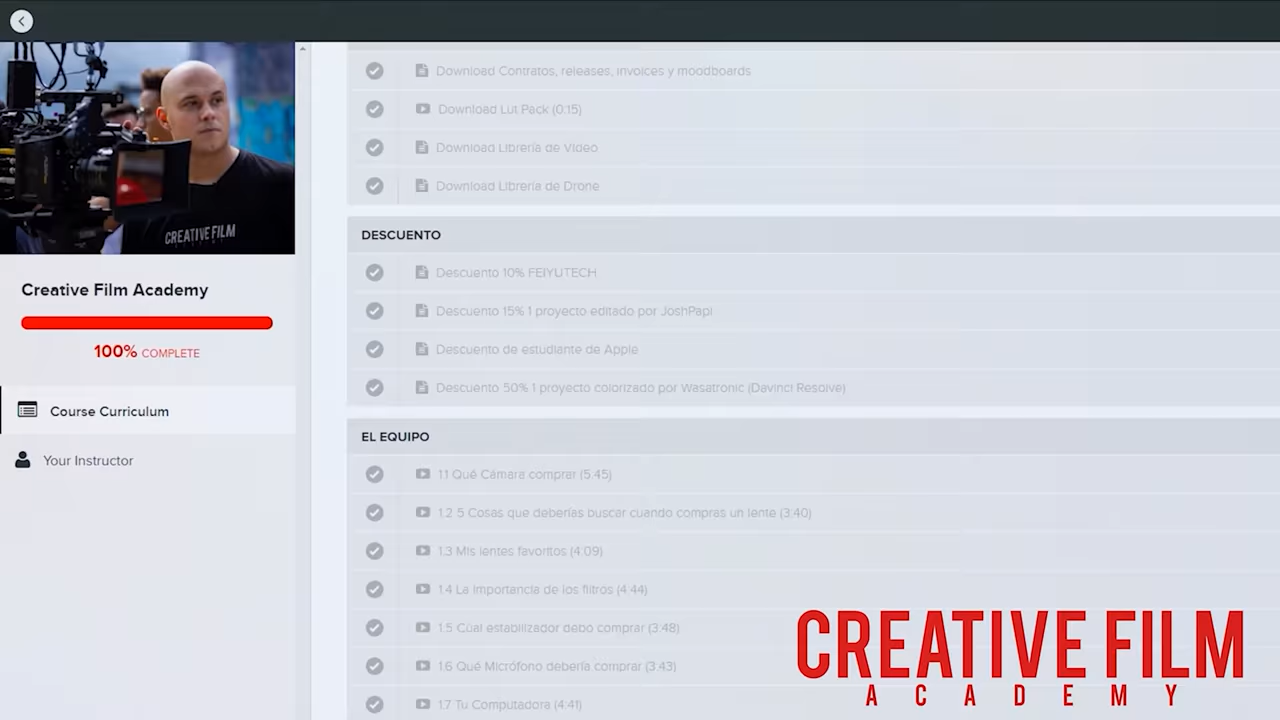 Download Contratos, releases, invoices y moodboards
Download Lut Pack (0:15)
Download Librería de Video
Download Librería de Drone
DESCUENTO
Descuento 10% FEIYUTECH
Descuento 15% 1 proyecto editado por JoshPapi
Descuento de estudiante de Apple
Descuento 50% 1 proyecto colorizado por Wasatronic (Davinci Resolve)
EL EQUIPO
1.1 Qué Cámara comprar (5:45)
1.2 5 Cosas que deberías buscar cuando compras un lente (3:40)
1.3 Mis lentes favoritos (4:09)
1.4 La importancia de los filtros (4:44)
1.5 Cúal estabilizador debo comprar (3:48)
1.6 Qué Micrófono debería comprar (3:43)
1.7 Tu Computadora (4:41)
CREATIVE FILM
Creative Film Academy
100% COMPLETE
Course Curriculum
Your Instructor
CREATIVE FILM
ACADEMY